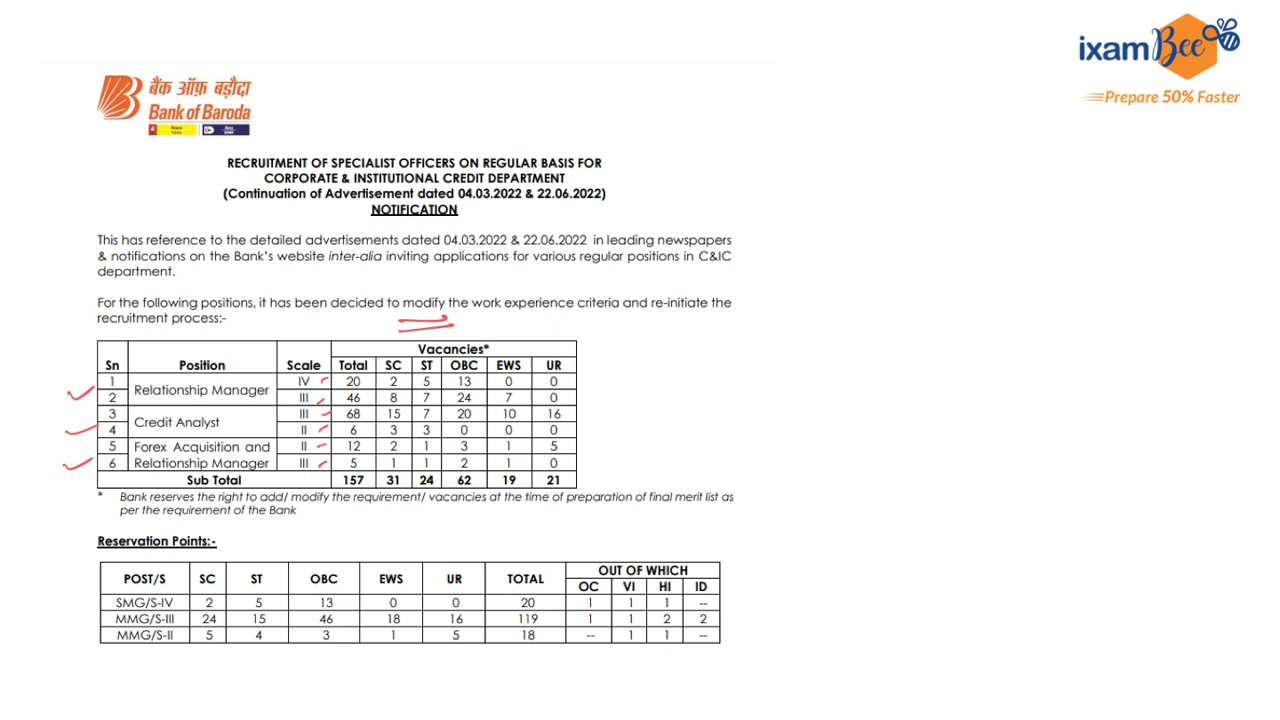 ixamBee
Prepare 50% Faster
बैंक ऑफ़ बड़ौदा
Bank of Baroda
RECRUITMENT OF SPECIALIST OFFICERS ON REGULAR BASIS FOR
CORPORATE & INSTITUTIONAL CREDIT DEPARTMENT
(Continuation of Advertisement dated 04.03.2022 & 22.06.2022)
NOTIFICATION
This has reference to the detailed advertisements dated 04.03.2022 & 22.06.2022 in leading newspapers
& notifications on the Bank's website inter-alia inviting applications for various regular positions in C&IC
department.
For the following positions, it has been decided to modify the work experience criteria and re-initiate the
recruitment process:-
Vacancies*
Sn Position Scale Total SC ST OBC EWS UR
1 Relationship Manager IV 20 2 5 13 0 0
2 III 46 8 7 24 7 0
3 Credit Analyst III 68 15 7 20 10 16
4 II 6 3 3 0 0 0
5 Forex Acquisition and II 12 2 1 3 1 5
6 Relationship Manager III 5 1 1 2 1 0
Sub Total 157 31 24 62 19 21
* Bank reserves the right to add/ modify the requirement/ vacancies at the time of preparation of final merit list as
per the requirement of the Bank
Reservation Points:-
POST/S SC ST OBC EWS UR TOTAL OUT OF WHICH
OC VI HI ID
SMG/S-IV 2 5 13 0 0 20 1 1 1 --
MMG/S-III 24 15 46 18 16 119 1 1 2 2
MMG/S-II 5 4 3 1 5 18 -- 1 1 --